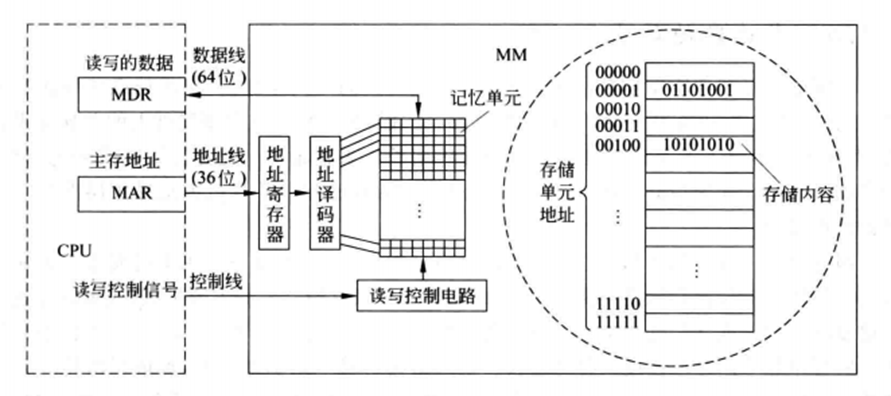 读写的数据
MDR
数据线
(64位)
主存地址
MAR
地址线
(36位)
CPU
读写控制信号
控制线
MM
地址寄存器
地址译码器
记忆单元
⋮
读写控制电路
存储单元地址
00000
00001 01101001
00010
00011
00100 10101010
⋮
⋮
11110
11111
存储内容